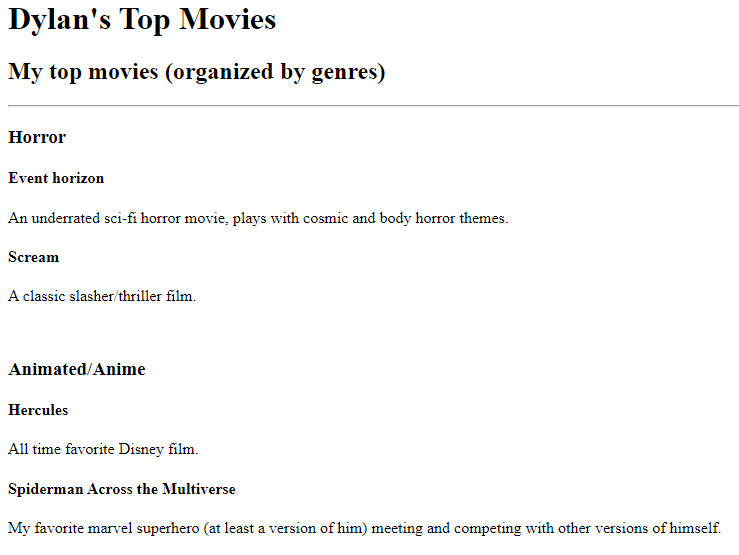 Dylan's Top Movies
My top movies (organized by genres)
Horror
Event horizon
An underrated sci-fi horror movie, plays with cosmic and body horror themes.
Scream
A classic slasher/thriller film.
Animated/Anime
Hercules
All time favorite Disney film.
Spiderman Across the Multiverse
My favorite marvel superhero (at least a version of him) meeting and competing with other versions of himself.